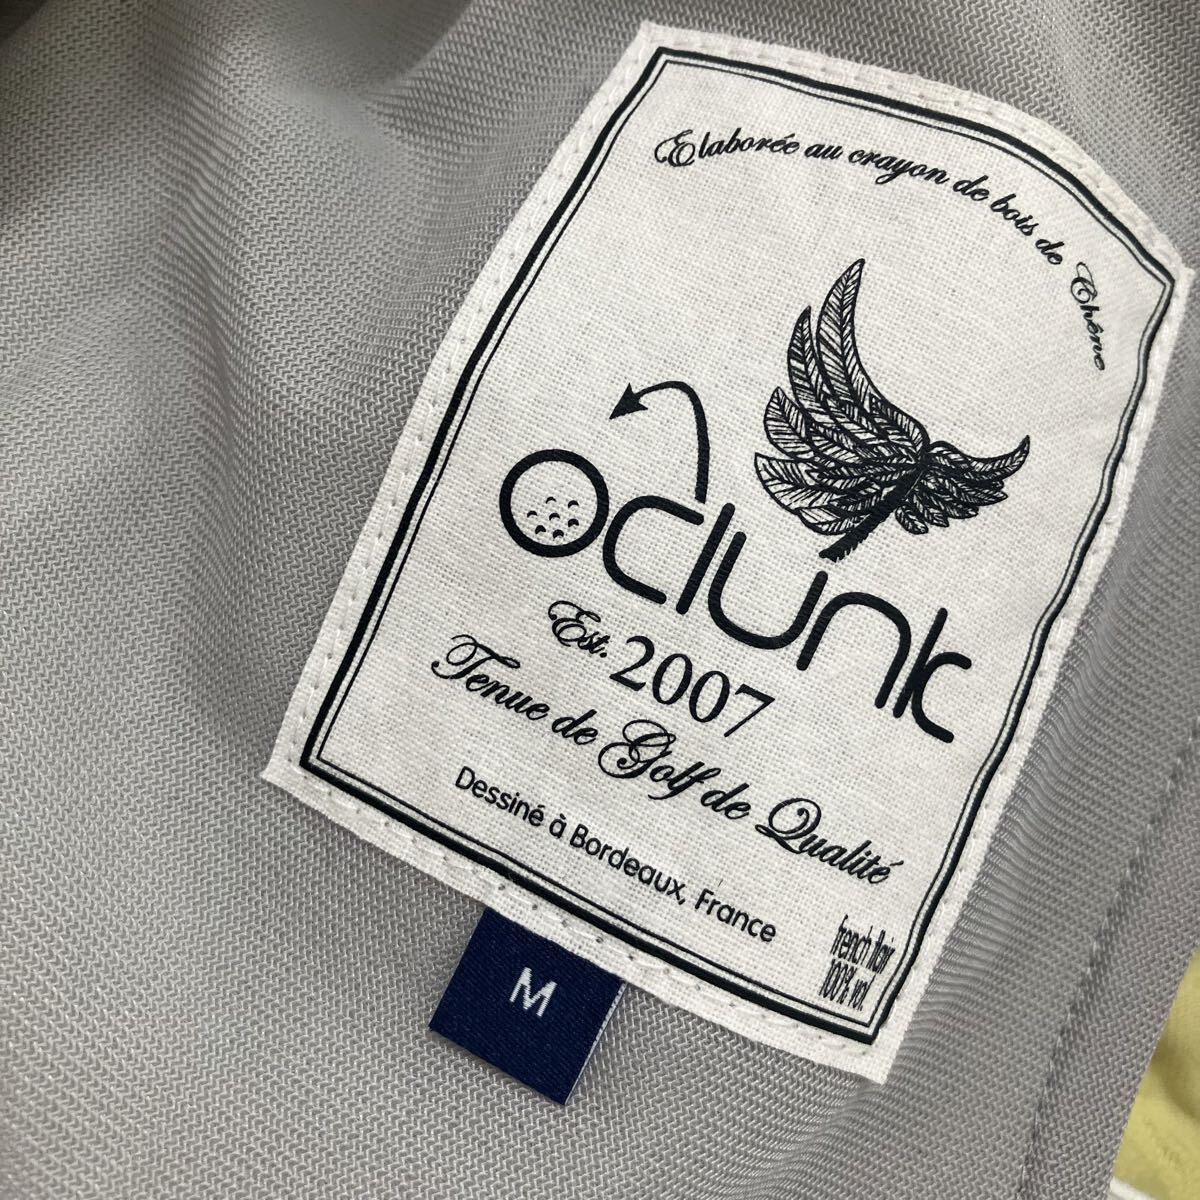 Elaborée au crayon de bois de Chêne
Oclunk
Est. 2007
Tenue de Golf de Qualité
Dessiné à Bordeaux, France
french flair
100% vol.
M